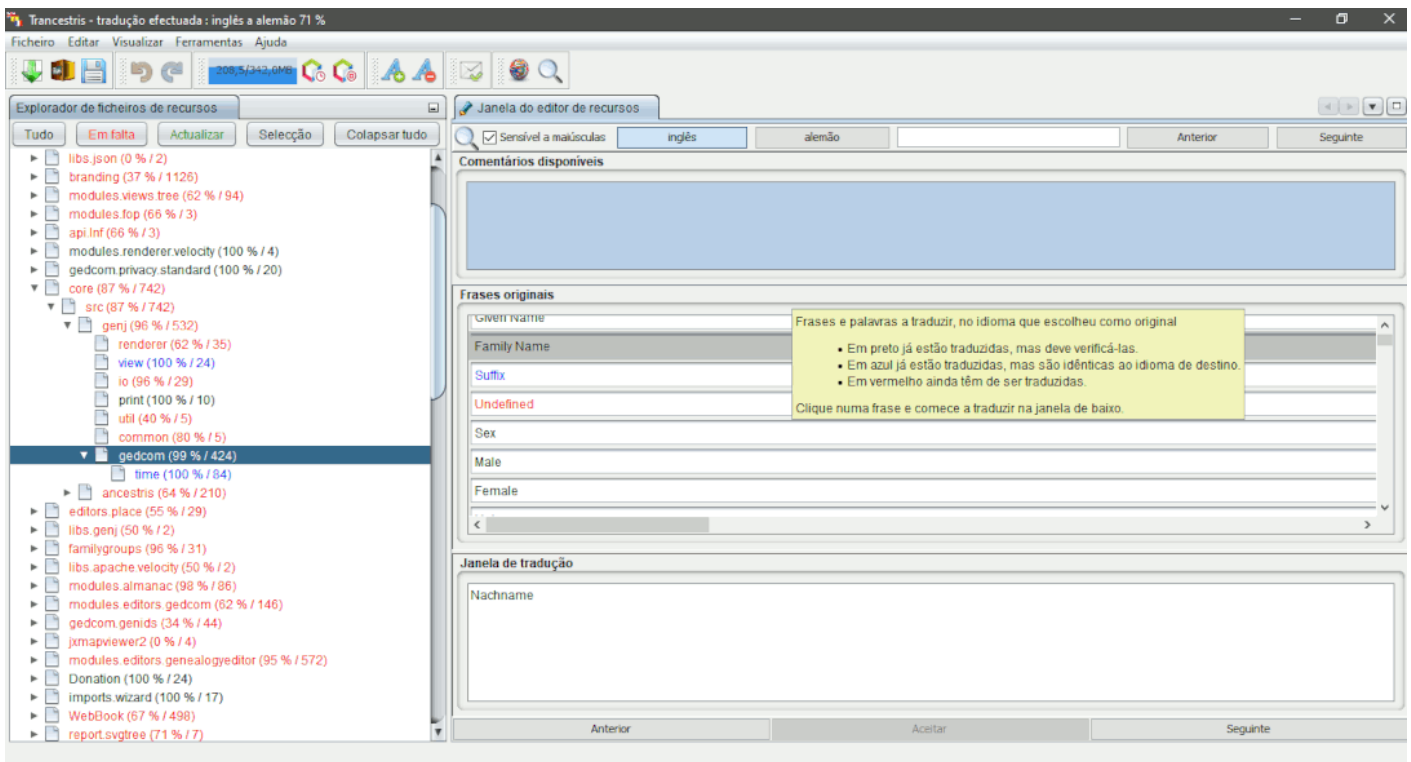 Trancestris - tradução efectuada : inglês a alemão 71 %
Ficheiro Editar Visualizar Ferramentas Ajuda
208,5/342,0MB
Explorador de ficheiros de recursos
Tudo Em falta Actualizar Selecção Colapsar tudo
libs.json (0 % / 2)
branding (37 % / 1126)
modules.views.tree (62 % / 94)
modules.fop (66 % / 3)
api.lnf (66 % / 3)
modules.renderer.velocity (100 % / 4)
gedcom.privacy.standard (100 % / 20)
core (87 % / 742)
src (87 % / 742)
genj (96 % / 532)
renderer (62 % / 35)
view (100 % / 24)
io (96 % / 29)
print (100 % / 10)
util (40 % / 5)
common (80 % / 5)
gedcom (99 % / 424)
time (100 % / 84)
ancestris (64 % / 210)
editors.place (55 % / 29)
libs.genj (50 % / 2)
familygroups (96 % / 31)
libs.apache.velocity (50 % / 2)
modules.almanac (98 % / 86)
modules.editors.gedcom (62 % / 146)
gedcom.genids (34 % / 44)
jxmapviewer2 (0 % / 4)
modules.editors.genealogyeditor (95 % / 572)
Donation (100 % / 24)
imports.wizard (100 % / 17)
WebBook (67 % / 498)
report.svgtree (71 % / 7)
Janela do editor de recursos
Sensível a maiúsculas inglês alemão Anterior Seguinte
Comentários disponíveis
Frases originais
Given Name
Family Name
Suffix
Undefined
Sex
Male
Female
Frases e palavras a traduzir, no idioma que escolheu como original
• Em preto já estão traduzidas, mas deve verificá-las.
• Em azul já estão traduzidas, mas são idênticas ao idioma de destino.
• Em vermelho ainda têm de ser traduzidas.
Clique numa frase e comece a traduzir na janela de baixo.
Janela de tradução
Nachname
Anterior Aceitar Seguinte